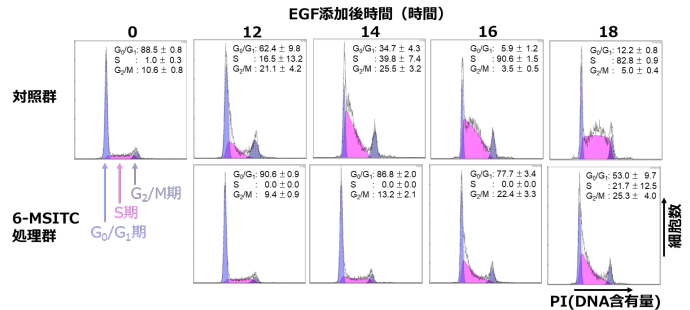 EGF添加後時間（時間）
0 12 14 16 18
対照群
G₀/G₁: 88.5 ± 0.8
S : 1.0 ± 0.3
G₂/M : 10.6 ± 0.8
G₀/G₁: 62.4 ± 9.8
S : 16.5 ± 13.2
G₂/M : 21.1 ± 4.2
G₀/G₁: 34.7 ± 4.3
S : 39.8 ± 7.4
G₂/M : 25.5 ± 3.2
G₀/G₁: 5.9 ± 1.2
S : 90.6 ± 1.5
G₂/M : 3.5 ± 0.5
G₀/G₁: 12.2 ± 0.8
S : 82.8 ± 0.9
G₂/M : 5.0 ± 0.4
G₂/M期
S期
G₀/G₁期
6-MSITC
処理群
G₀/G₁: 90.6 ± 0.9
S : 0.0 ± 0.0
G₂/M : 9.4 ± 0.9
G₀/G₁: 86.8 ± 2.0
S : 0.0 ± 0.0
G₂/M : 13.2 ± 2.1
G₀/G₁: 77.7 ± 3.4
S : 0.0 ± 0.0
G₂/M : 22.4 ± 3.3
G₀/G₁: 53.0 ± 9.7
S : 21.7 ± 12.5
G₂/M : 25.3 ± 4.0
細胞数
PI(DNA含有量)